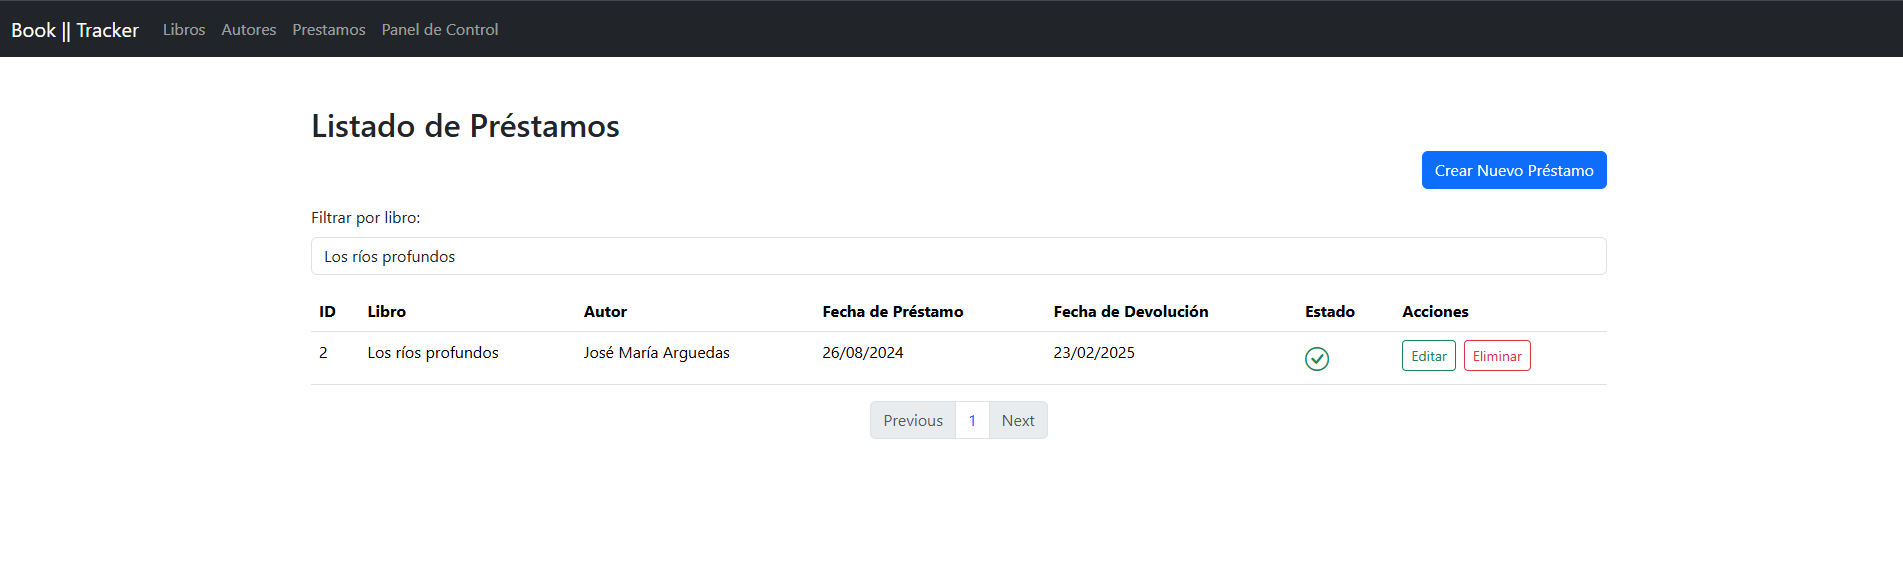 Book || Tracker Libros Autores Prestamos Panel de Control
Listado de Préstamos
Crear Nuevo Préstamo
Filtrar por libro:
Los ríos profundos
ID Libro Autor Fecha de Préstamo Fecha de Devolución Estado Acciones
2 Los ríos profundos José María Arguedas 26/08/2024 23/02/2025 Editar Eliminar
Previous 1 Next